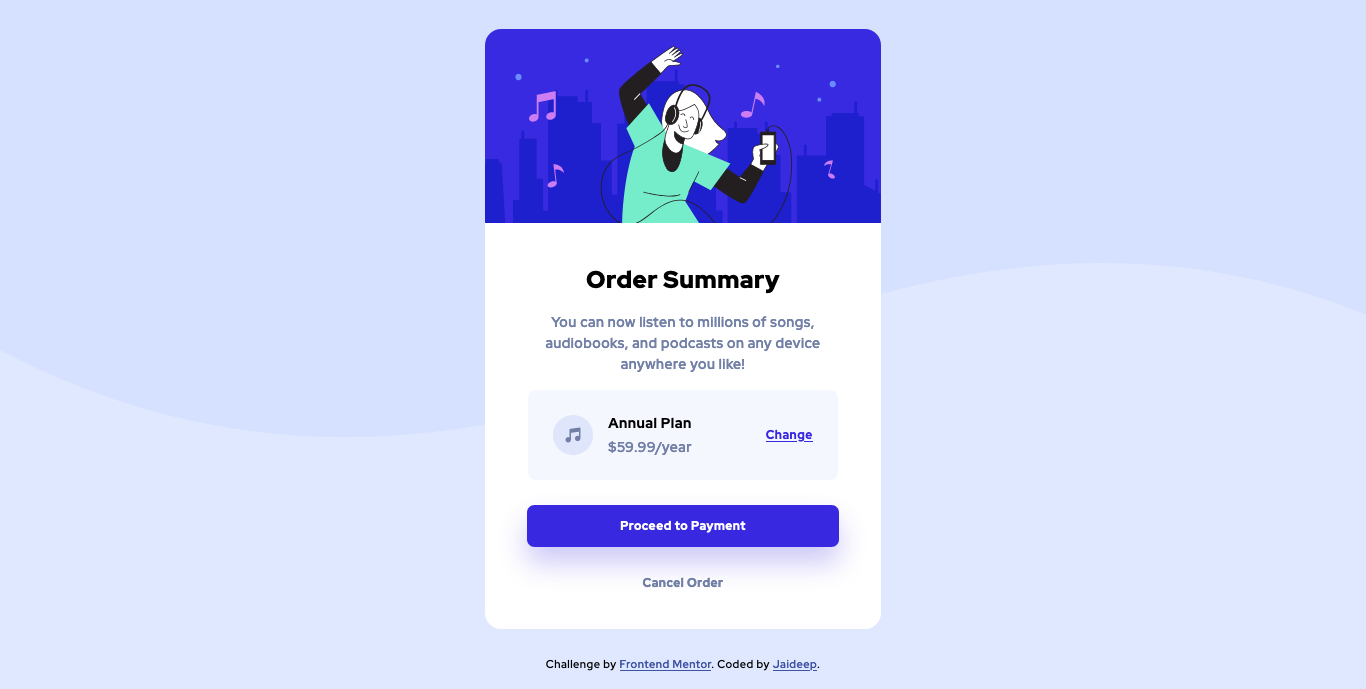 Order Summary
You can now listen to millions of songs,
audiobooks, and podcasts on any device
anywhere you like!
Annual Plan
$59.99/year
Change
Proceed to Payment
Cancel Order
Challenge by Frontend Mentor. Coded by Jaideep.